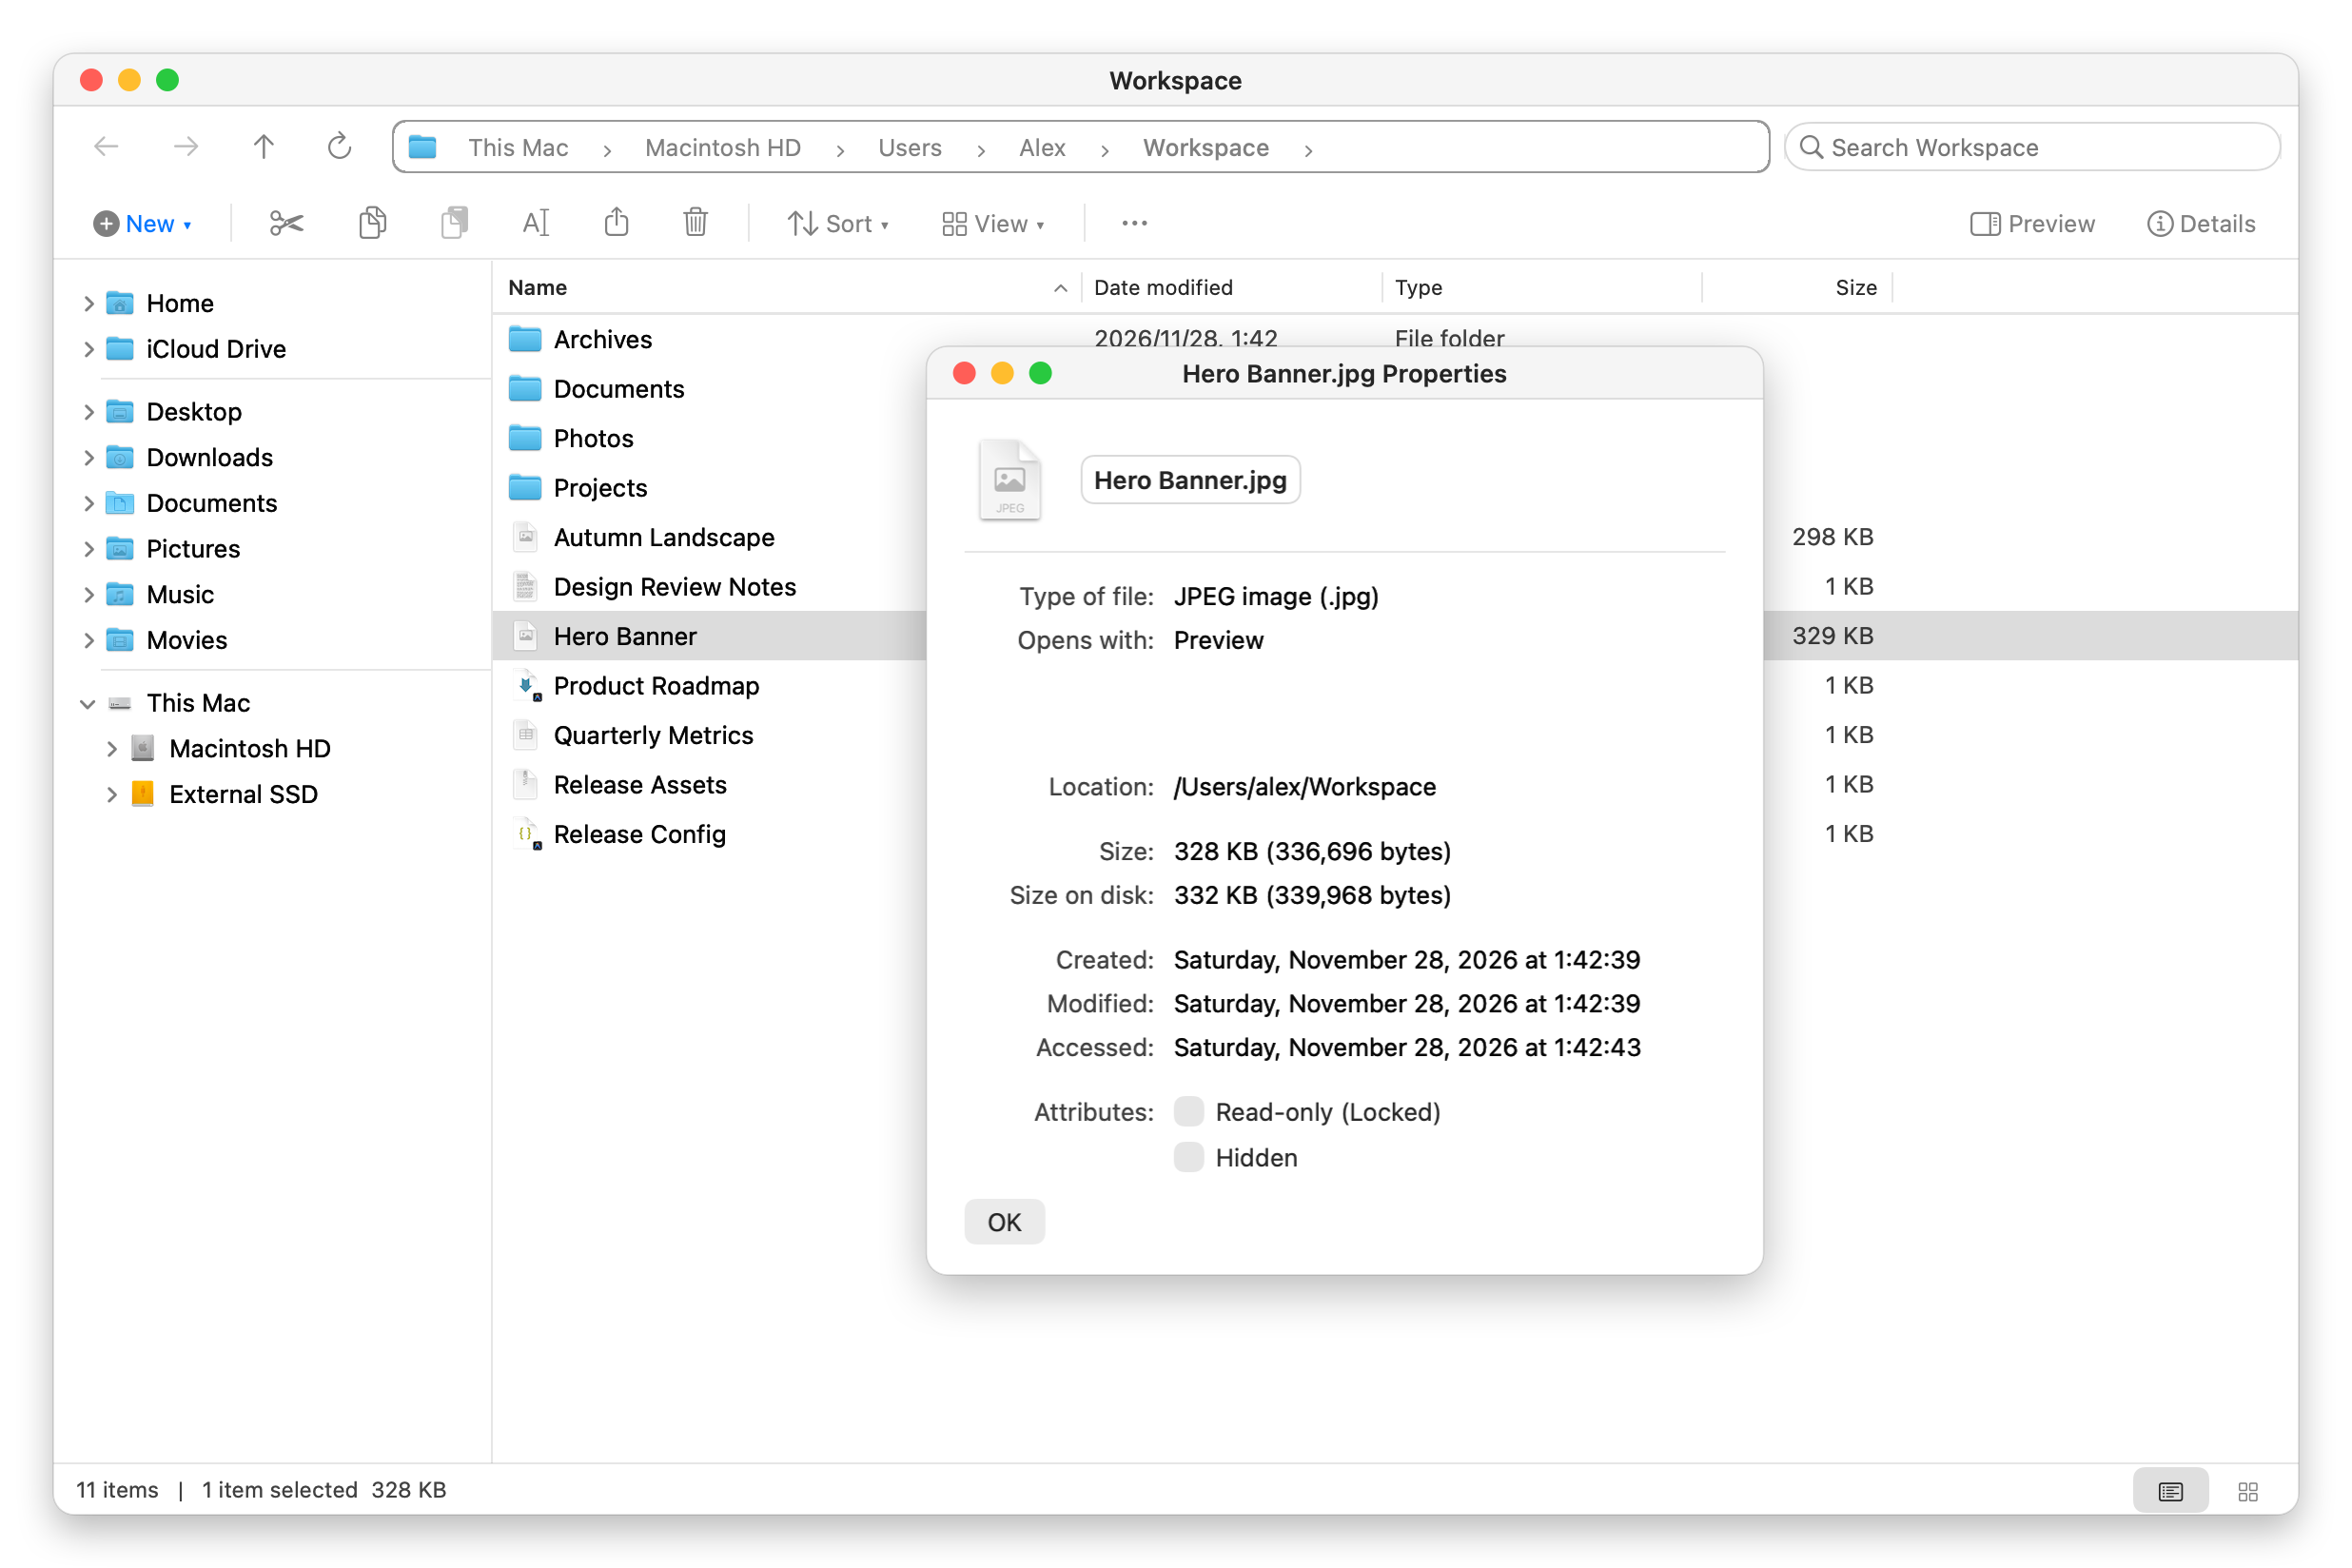 Workspace
This Mac › Macintosh HD › Users › Alex › Workspace ›
Search Workspace
New
Sort
View
Preview
Details
Home
iCloud Drive
Desktop
Downloads
Documents
Pictures
Music
Movies
This Mac
Macintosh HD
External SSD
Name Date modified Type Size
Archives 2026/11/28, 1:42 File folder
Documents
Photos
Projects
Autumn Landscape 298 KB
Design Review Notes 1 KB
Hero Banner 329 KB
Product Roadmap 1 KB
Quarterly Metrics 1 KB
Release Assets 1 KB
Release Config 1 KB
Hero Banner.jpg Properties
JPEG
Hero Banner.jpg
Type of file: JPEG image (.jpg)
Opens with: Preview
Location: /Users/alex/Workspace
Size: 328 KB (336,696 bytes)
Size on disk: 332 KB (339,968 bytes)
Created: Saturday, November 28, 2026 at 1:42:39
Modified: Saturday, November 28, 2026 at 1:42:39
Accessed: Saturday, November 28, 2026 at 1:42:43
Attributes: Read-only (Locked)
Hidden
OK
11 items | 1 item selected 328 KB